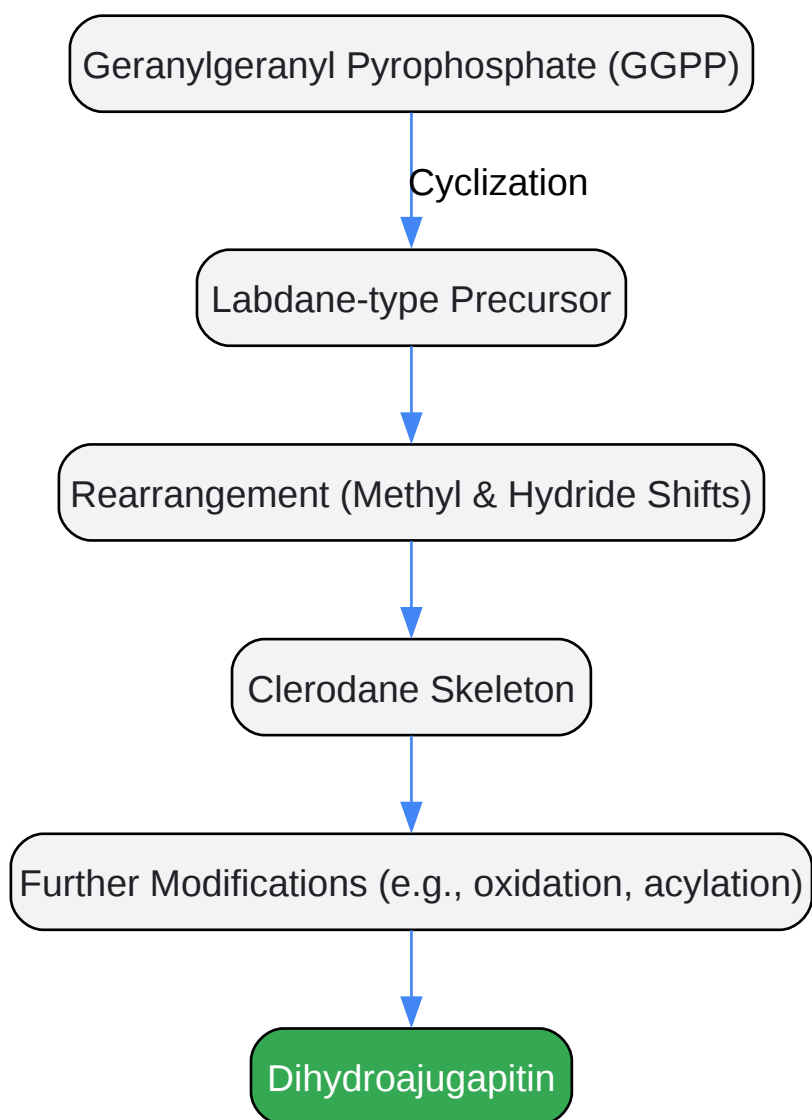 Geranylgeranyl Pyrophosphate (GGPP)
Cyclization
Labdane-type Precursor
Rearrangement (Methyl & Hydride Shifts)
Clerodane Skeleton
Further Modifications (e.g., oxidation, acylation)
Dihydroajugapitin